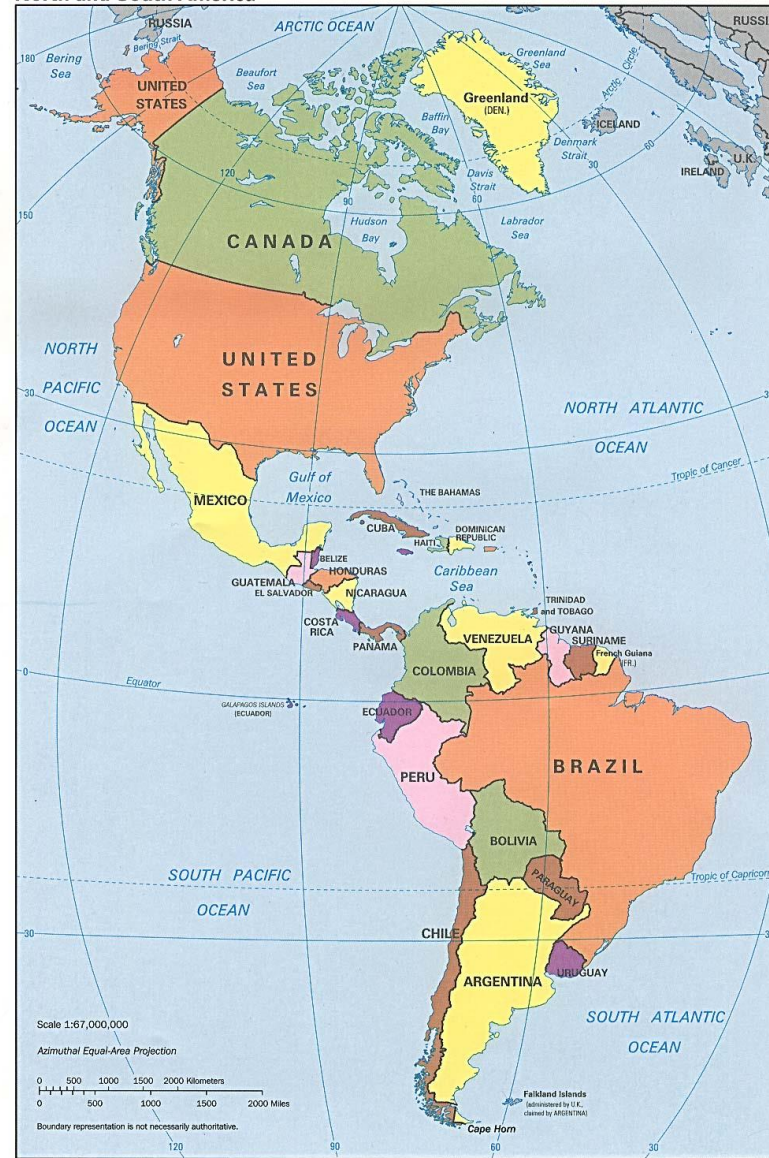 North and South America
RUSSIA
ARCTIC OCEAN
Bering Strait
180
Bering
Sea
UNITED
STATES
Beaufort
Sea
Greenland
Sea
Arctic Circle
Greenland
(DEN.)
Baffin
Bay
ICELAND
Denmark
Strait
30
60
U.K.
IRELAND
Davis
Strait
120
90
60
150
Hudson
Bay
Labrador
Sea
CANADA
NORTH
PACIFIC
OCEAN
UNITED
STATES
30
NORTH ATLANTIC
OCEAN
Tropic of Cancer
Gulf of
Mexico
MEXICO
THE BAHAMAS
CUBA
HAITI
DOMINICAN
REPUBLIC
BELIZE
HONDURAS
GUATEMALA
EL SALVADOR
NICARAGUA
Caribbean
Sea
COSTA
RICA
PANAMA
TRINIDAD
and TOBAGO
VENEZUELA
GUYANA
SURINAME
French Guiana
(FR.)
COLOMBIA
0
Equator
GALAPAGOS ISLANDS
(ECUADOR)
ECUADOR
PERU
BRAZIL
BOLIVIA
SOUTH PACIFIC
OCEAN
PARAGUAY
Tropic of Capricorn
30
CHILE
ARGENTINA
URUGUAY
SOUTH ATLANTIC
OCEAN
Scale 1:67,000,000
Azimuthal Equal-Area Projection
0 500 1000 1500 2000 Kilometers
0 500 1000 1500 2000 Miles
Boundary representation is not necessarily authoritative.
Falkland Islands
(administered by U.K.,
claimed by ARGENTINA)
Cape Horn
120
90
60
30